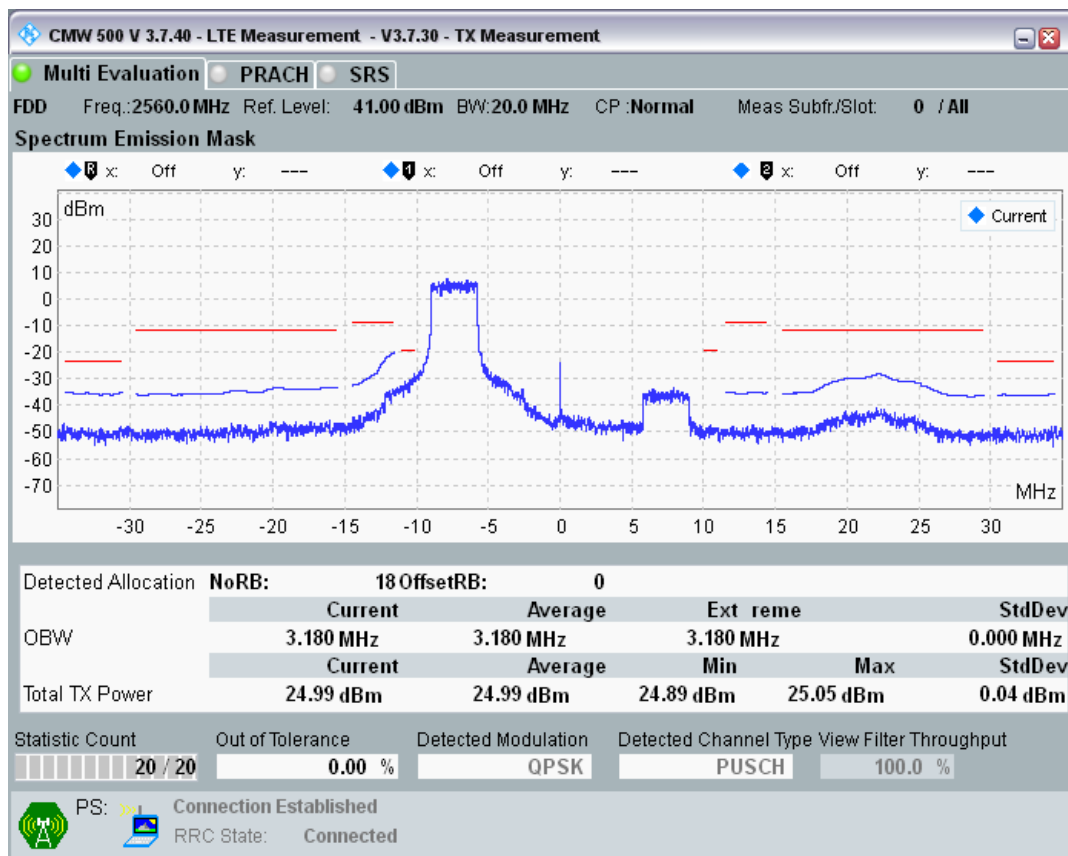 CMW 500 V 3.7.40 - LTE Measurement - V3.7.30 - TX Measurement
Multi Evaluation PRACH SRS
FDD Freq.:2560.0 MHz Ref. Level: 41.00 dBm BW:20.0 MHz CP :Normal Meas Subfr./Slot: 0 / All
Spectrum Emission Mask
R x: Off y: --- 1 x: Off y: --- 2 x: Off y: ---
dBm
Current
30
20
10
0
-10
-20
-30
-40
-50
-60
-70
MHz
-30 -25 -20 -15 -10 -5 0 5 10 15 20 25 30
Detected Allocation NoRB: 18 OffsetRB: 0
Current Average Ext reme StdDev
OBW 3.180 MHz 3.180 MHz 3.180 MHz 0.000 MHz
Current Average Min Max StdDev
Total TX Power 24.99 dBm 24.99 dBm 24.89 dBm 25.05 dBm 0.04 dBm
Statistic Count Out of Tolerance Detected Modulation Detected Channel Type View Filter Throughput
20 / 20 0.00 % QPSK PUSCH 100.0 %
PS: Connection Established
RRC State: Connected